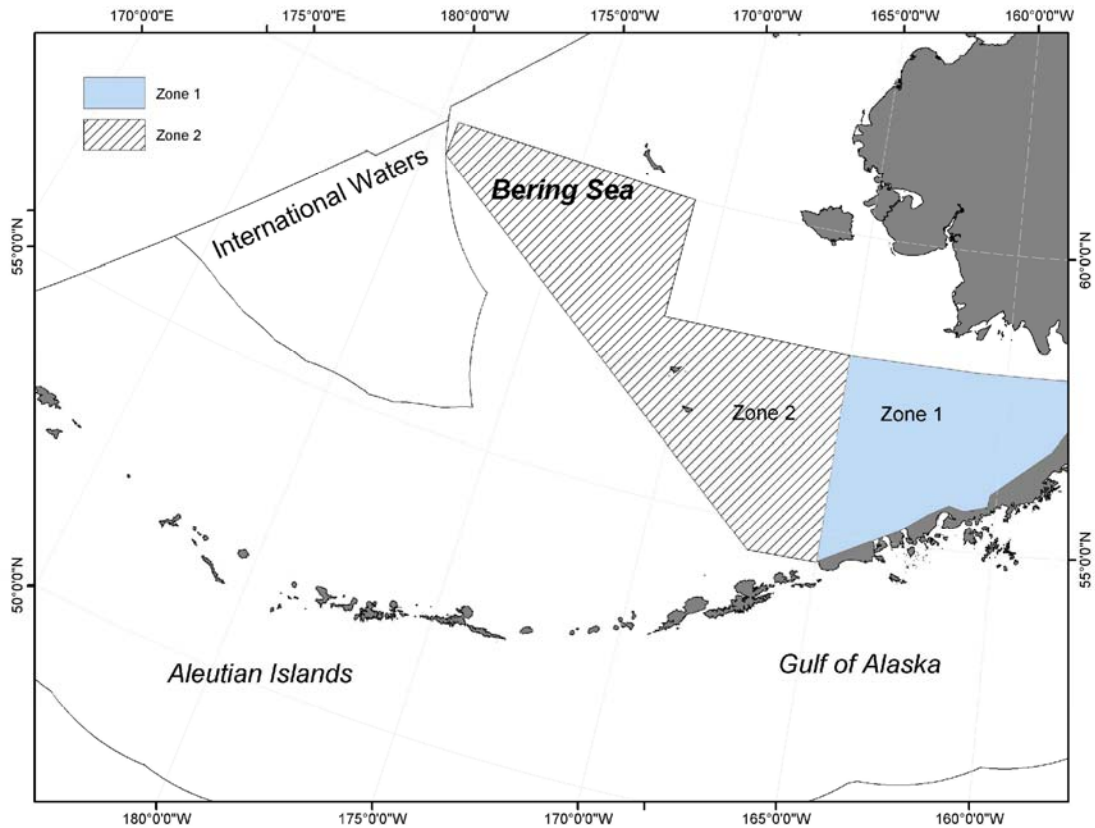 170°0'0"W 175°0'0"E 180°0'0"W 175°0'0"W 170°0'0"W 165°0'0"W 160°0'0"W
Zone 1
Zone 2
International Waters
Bering Sea
55°0'0"N
60°0'0"N
Zone 2
Zone 1
55°0'0"N
50°0'0"N
Aleutian Islands
Gulf of Alaska
180°0'0"W 175°0'0"W 170°0'0"W 165°0'0"W 160°0'0"W